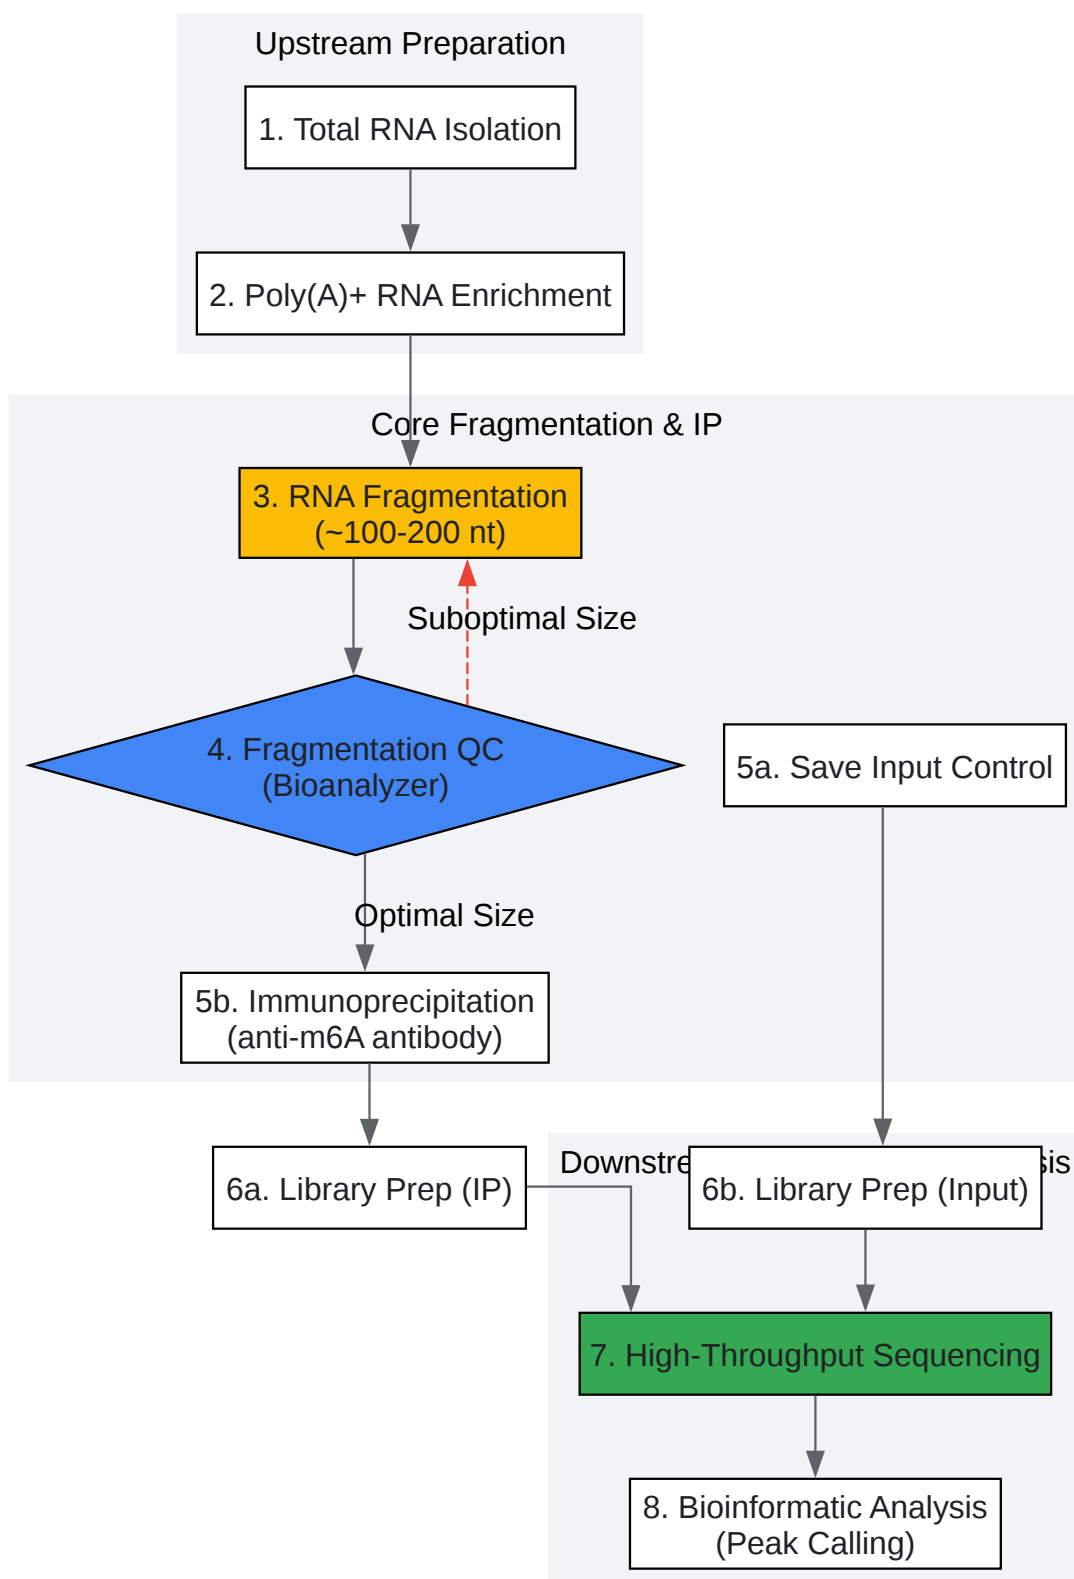 Upstream Preparation
1. Total RNA Isolation
2. Poly(A)+ RNA Enrichment
Core Fragmentation & IP
3. RNA Fragmentation
(~100-200 nt)
Suboptimal Size
4. Fragmentation QC
(Bioanalyzer)
5a. Save Input Control
Optimal Size
5b. Immunoprecipitation
(anti-m6A antibody)
6a. Library Prep (IP)
6b. Library Prep (Input)
7. High-Throughput Sequencing
8. Bioinformatic Analysis
(Peak Calling)